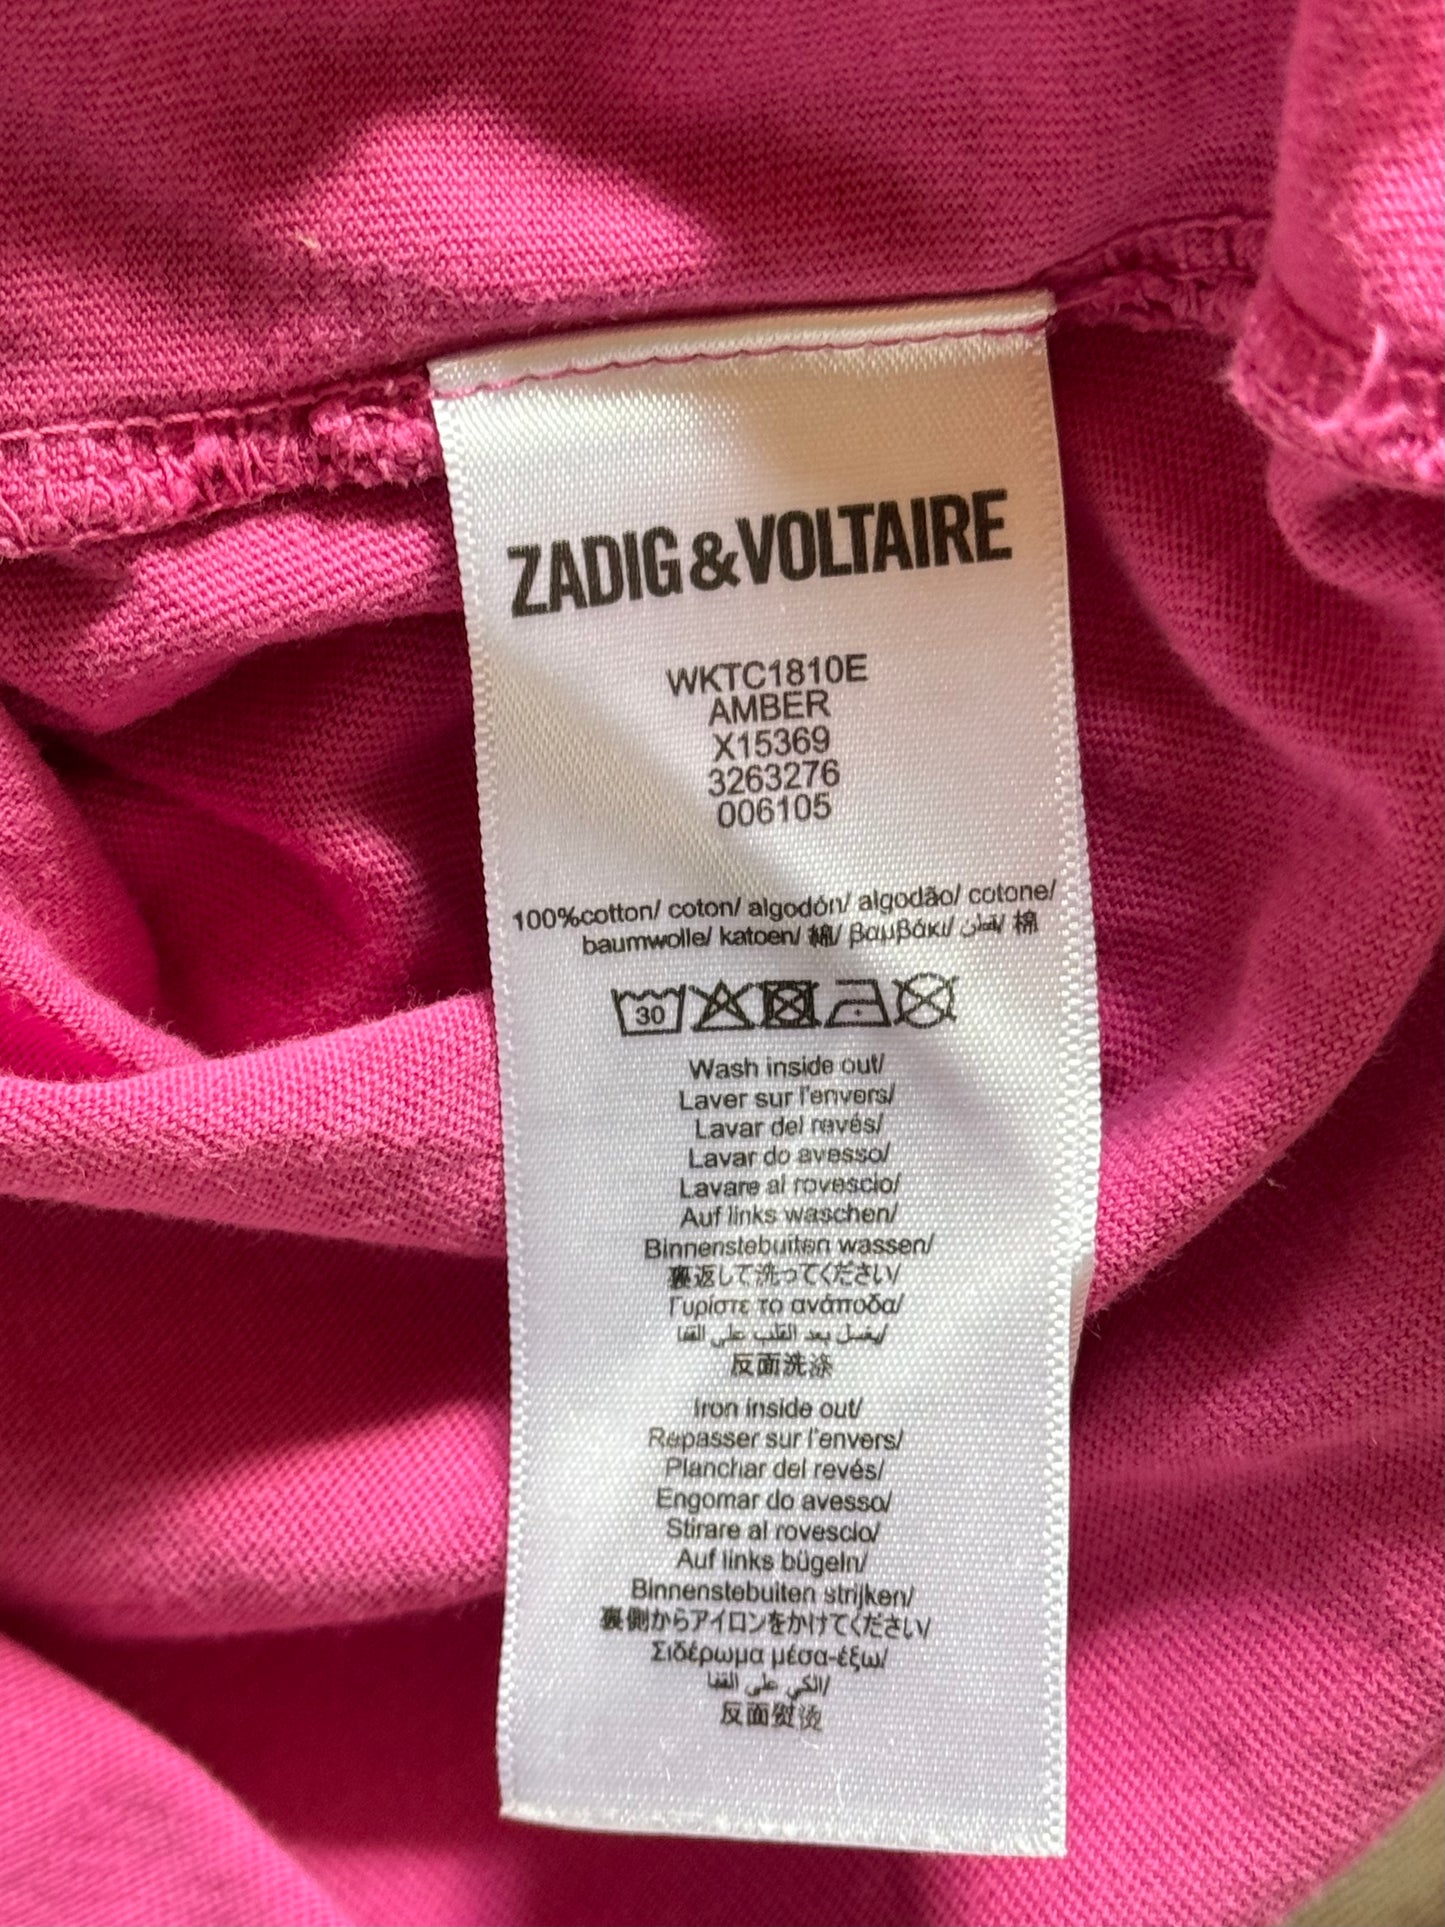 ZADIG&VOLTAIRE
WKTC1810E
AMBER
X15369
3263276
006105
100%cotton/ coton/ algodón/ algodão/ cotone/
baumwolle/ katoen/ 綿/ βαμβάκι/ قطن/ 棉
30
Wash inside out/
Laver sur l'envers/
Lavar del revés/
Lavar do avesso/
Lavare al rovescio/
Auf links waschen/
Binnenstebuiten wassen/
裏返して洗ってください/
Γυρίστε το ανάποδα/
يغسل بعد القلب على القفا/
反面洗涤
Iron inside out/
Repasser sur l'envers/
Planchar del revés/
Engomar do avesso/
Stirare al rovescio/
Auf links bügeln/
Binnenstebuiten strijken/
裏側からアイロンをかけてください/
Σιδέρωμα μέσα-έξω/
الكي على القفا/
反面熨烫